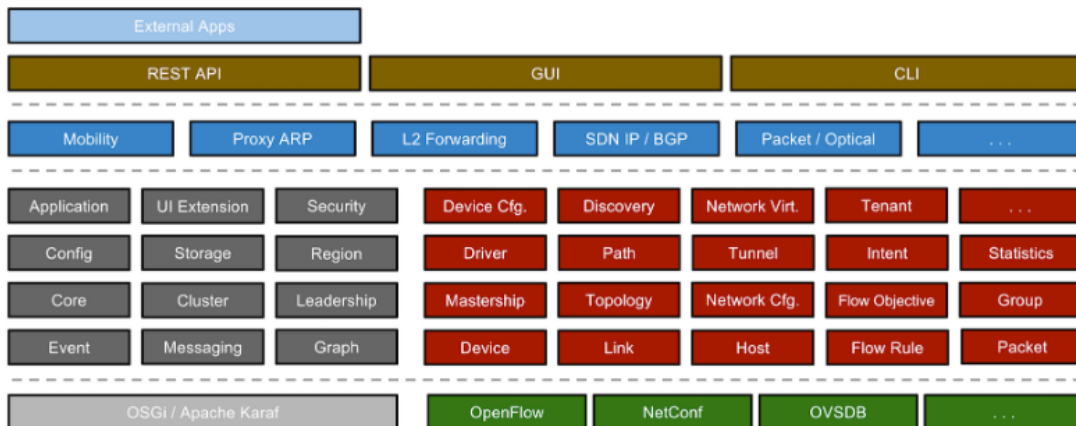 External Apps
REST API GUI CLI
Mobility Proxy ARP L2 Forwarding SDN IP / BGP Packet / Optical . . .
Application UI Extension Security Device Cfg. Discovery Network Virt. Tenant . . .
Config Storage Region Driver Path Tunnel Intent Statistics
Core Cluster Leadership Mastership Topology Network Cfg. Flow Objective Group
Event Messaging Graph Device Link Host Flow Rule Packet
OSGi / Apache Karaf OpenFlow NetConf OVSDB . . .